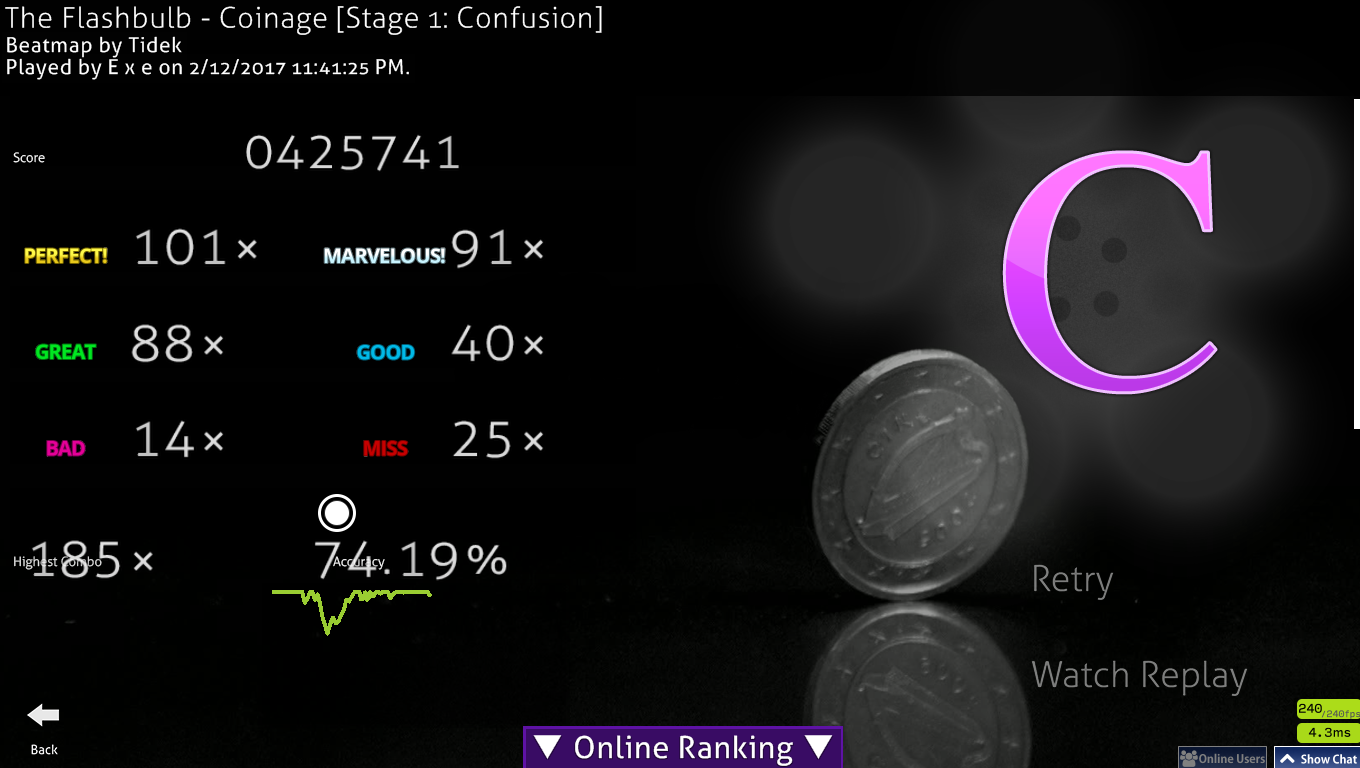 The Flashbulb - Coinage [Stage 1: Confusion]
Beatmap by Tidek
Played by E x e on 2/12/2017 11:41:25 PM.
Score 0425741
C
PERFECT! 101× MARVELOUS! 91×
GREAT 88× GOOD 40×
BAD 14× MISS 25×
Highest Combo 185× Accuracy 74.19%
Retry
Watch Replay
Back
▼ Online Ranking ▼
240/240fps
4.3ms
Online Users Show Chat